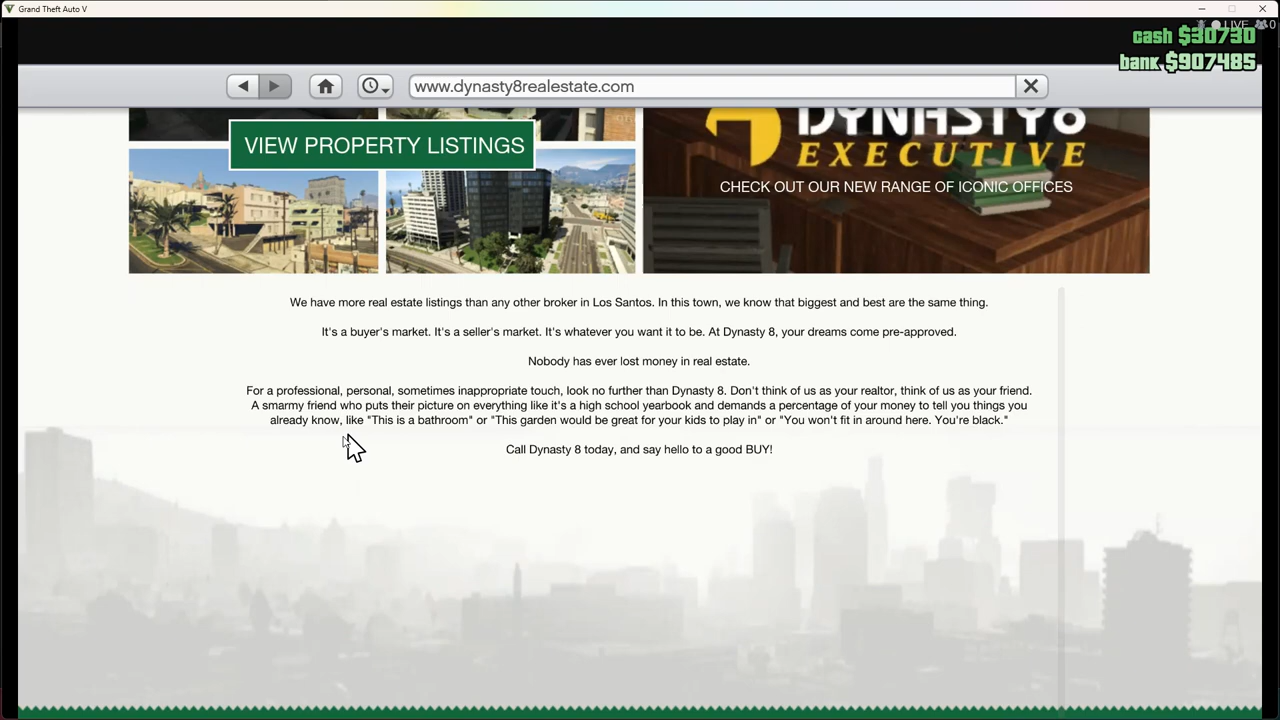 Grand Theft Auto V
LIVE 0
cash $30730
bank $907485
www.dynasty8realestate.com
VIEW PROPERTY LISTINGS
DYNASTY8
EXECUTIVE
CHECK OUT OUR NEW RANGE OF ICONIC OFFICES
We have more real estate listings than any other broker in Los Santos. In this town, we know that biggest and best are the same thing.
It's a buyer's market. It's a seller's market. It's whatever you want it to be. At Dynasty 8, your dreams come pre-approved.
Nobody has ever lost money in real estate.
For a professional, personal, sometimes inappropriate touch, look no further than Dynasty 8. Don't think of us as your realtor, think of us as your friend.
A smarmy friend who puts their picture on everything like it's a high school yearbook and demands a percentage of your money to tell you things you
already know, like "This is a bathroom" or "This garden would be great for your kids to play in" or "You won't fit in around here. You're black."
Call Dynasty 8 today, and say hello to a good BUY!